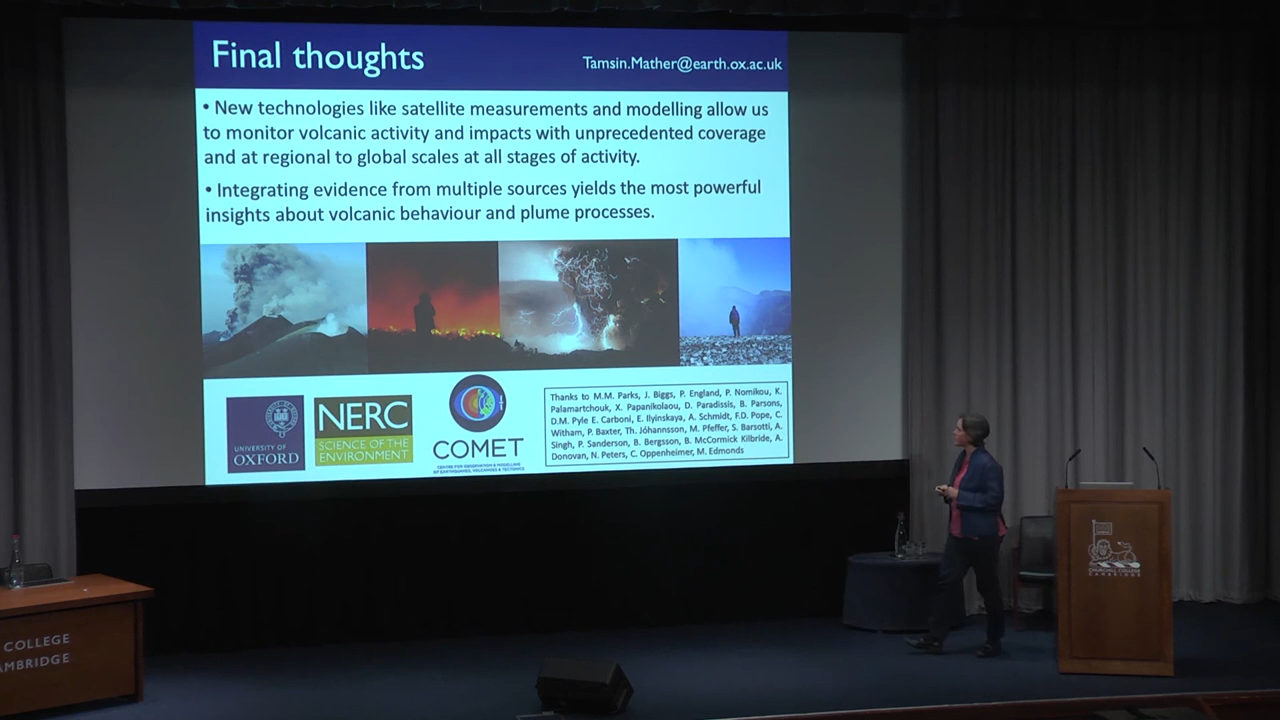 Final thoughts
Tamsin.Mather@earth.ox.ac.uk
• New technologies like satellite measurements and modelling allow us
to monitor volcanic activity and impacts with unprecedented coverage
and at regional to global scales at all stages of activity.
• Integrating evidence from multiple sources yields the most powerful
insights about volcanic behaviour and plume processes.
UNIVERSITY OF
OXFORD
NERC
SCIENCE OF THE
ENVIRONMENT
COMET
CENTRE FOR OBSERVATION & MODELLING
OF EARTHQUAKES, VOLCANOES & TECTONICS
Thanks to M.M. Parks, J. Biggs, P. England, P. Nomikou, K.
Palamartchouk, X. Papanikolaou, D. Paradissis, B. Parsons,
D.M. Pyle E. Carboni, E. Ilyinskaya, A. Schmidt, F.D. Pope, C.
Witham, P. Baxter, Th. Jóhannsson, M. Pfeffer, S. Barsotti, A.
Singh, P. Sanderson, B. Bergsson, B. McCormick Kilbride, A.
Donovan, N. Peters, C. Oppenheimer, M. Edmonds
CHURCHILL COLLEGE
CAMBRIDGE
COLLEGE
AMBRIDGE